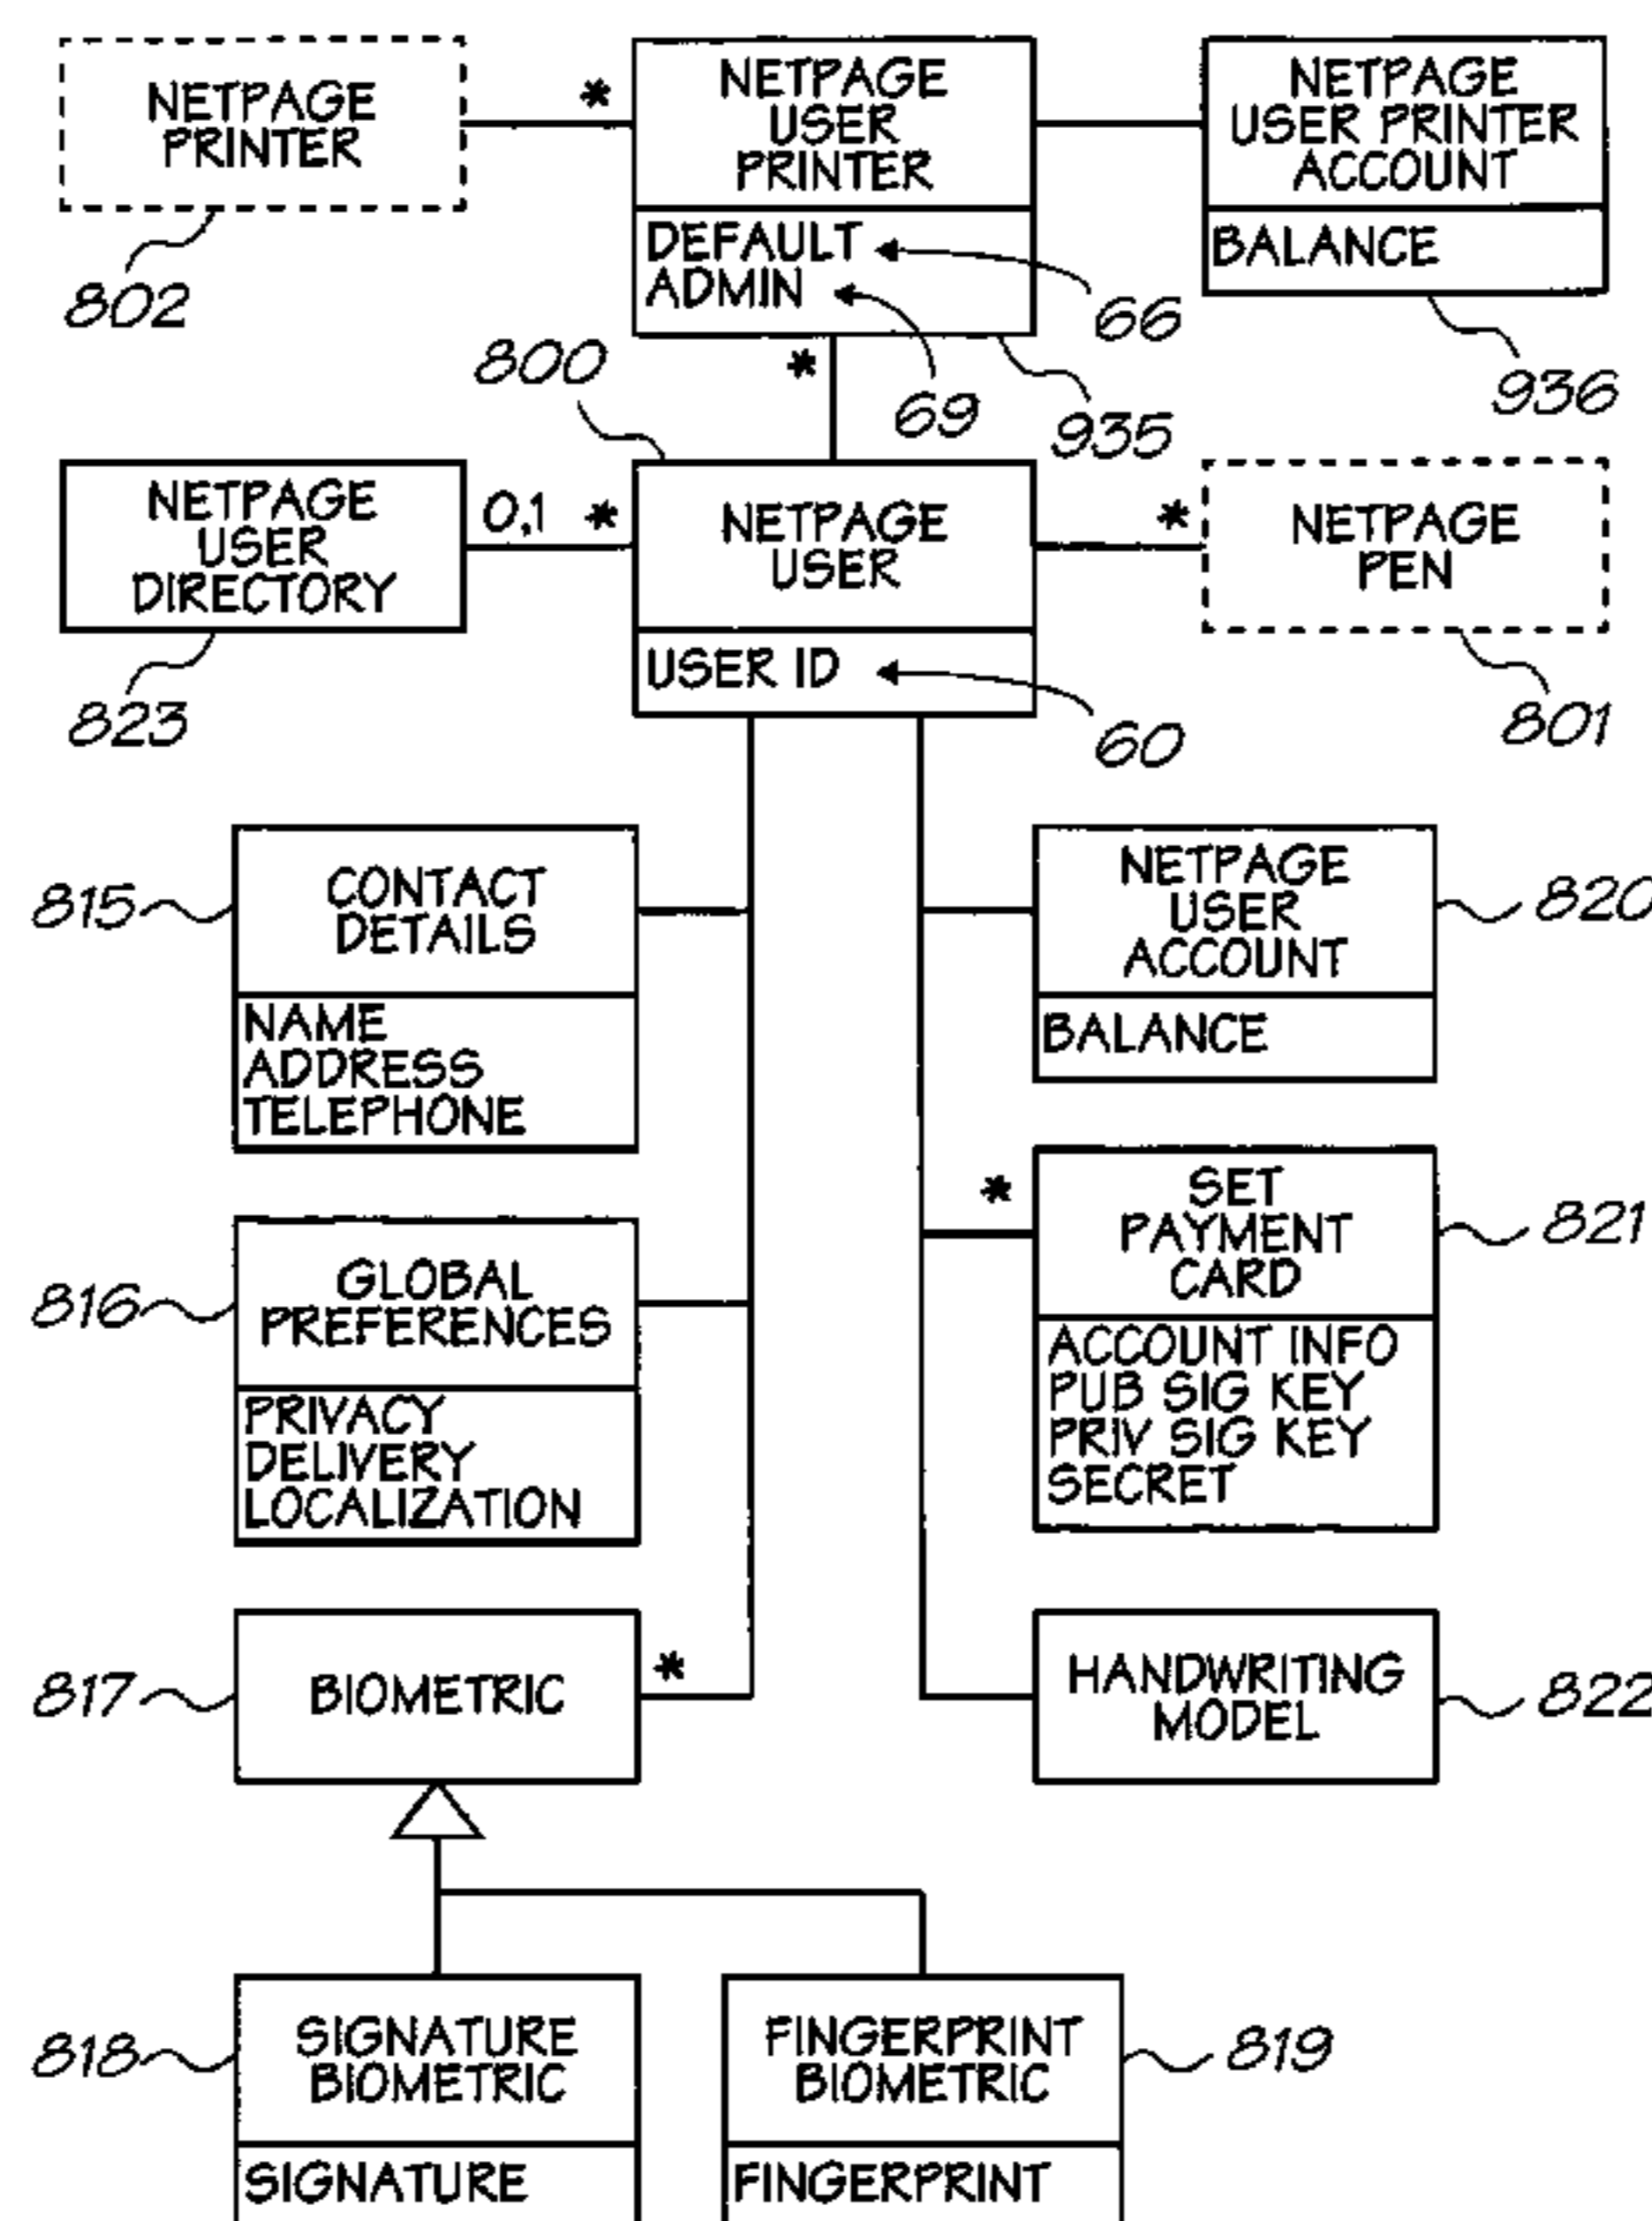 NETPAGE
PRINTER
802
*
NETPAGE
USER
PRINTER
DEFAULT
ADMIN
66
69
935
*
NETPAGE
USER PRINTER
ACCOUNT
BALANCE
936
800
NETPAGE
USER
DIRECTORY
823
0,1 *
NETPAGE
USER
USER ID
60
*
NETPAGE
PEN
801
815
CONTACT
DETAILS
NAME
ADDRESS
TELEPHONE
NETPAGE
USER
ACCOUNT
BALANCE
820
816
GLOBAL
PREFERENCES
PRIVACY
DELIVERY
LOCALIZATION
*
SET
PAYMENT
CARD
ACCOUNT INFO
PUB SIG KEY
PRIV SIG KEY
SECRET
821
817
BIOMETRIC
*
HANDWRITING
MODEL
822
818
SIGNATURE
BIOMETRIC
SIGNATURE
FINGERPRINT
BIOMETRIC
FINGERPRINT
819